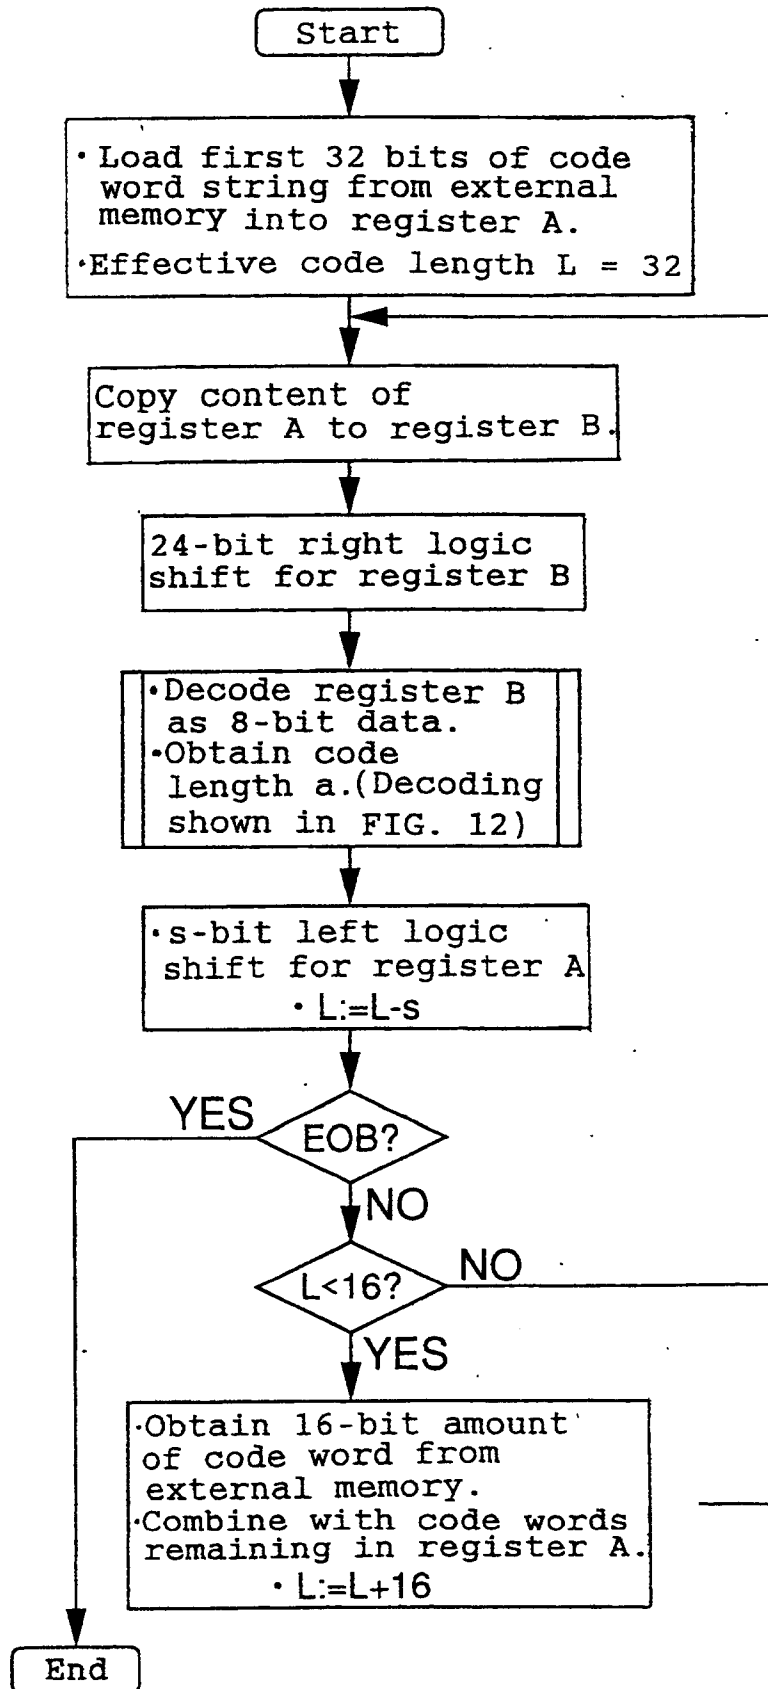 Start
· Load first 32 bits of code
word string from external
memory into register A.
·Effective code length L = 32
Copy content of
register A to register B.
24-bit right logic
shift for register B
·Decode register B
as 8-bit data.
·Obtain code
length a.(Decoding
shown in FIG. 12)
·s-bit left logic
shift for register A
· L:=L-s
YES
EOB?
NO
L<16?
NO
YES
·Obtain 16-bit amount
of code word from
external memory.
·Combine with code words
remaining in register A.
· L:=L+16
End